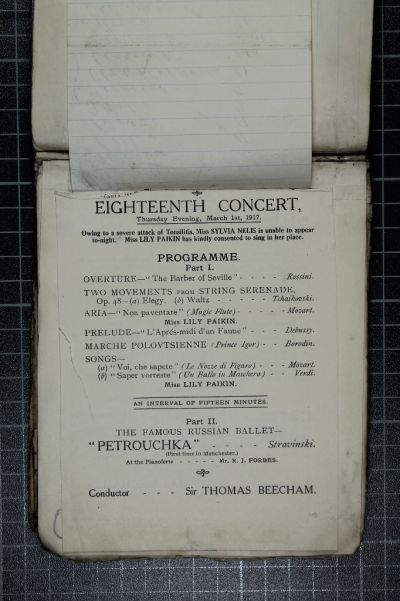 EIGHTEENTH CONCERT,
Thursday Evening, March 1st, 1917.
Owing to a severe attack of Tonsilitis, Miss SYLVIA NELIS is unable to appear
to-night. Miss LILY PAIKIN has kindly consented to sing in her place.
PROGRAMME.
Part I.
OVERTURE—"The Barber of Seville" - - - - Rossini.
TWO MOVEMENTS FROM STRING SERENADE,
Op. 48—(a) Elegy. (b) Waltz - - - - Tchaikovski.
ARIA—"Non paventare" (Magic Flute) - - - - Mozart.
Miss LILY PAIKIN.
PRELUDE—"L'Aprés-midi d'un Faune" - - Debussy.
MARCHE POLOVTSIENNE (Prince Igor) - - Borodin.
SONGS—
(a) "Voi, che sapete" (Le Nozze di Figaro) - - - Mozart.
(b) "Saper vorreste" (Un Ballo in Maschera) - - Verdi.
Miss LILY PAIKIN.
AN INTERVAL OF FIFTEEN MINUTES.
Part II.
THE FAMOUS RUSSIAN BALLET—
"PETROUCHKA" - - - - Stravinski.
(First time in Manchester.)
At the Pianoforte - - - - - Mr. R. J. FORBES.
Conductor - - - Sir THOMAS BEECHAM.